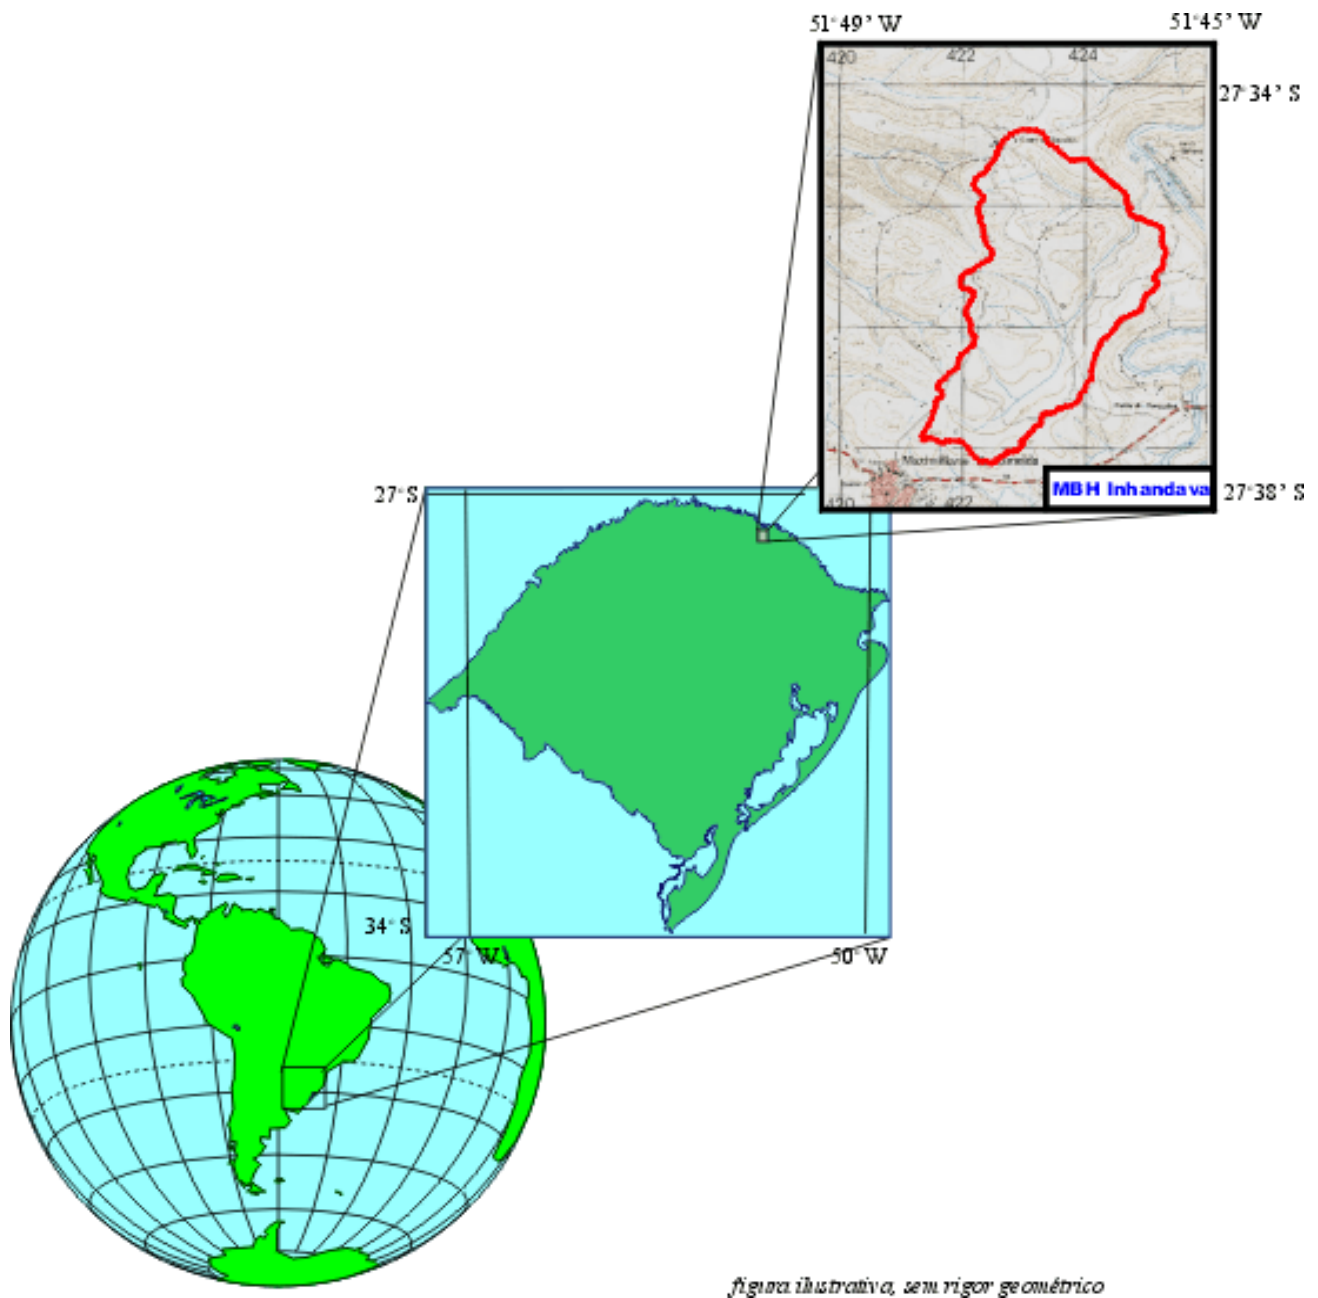 51°49' W
51°45' W
420
422
424
27°34' S
MBH Inhandava
420
422
27°38' S
27°S
34°S
57°W
50°W
figura ilustrativa, sem rigor geométrico